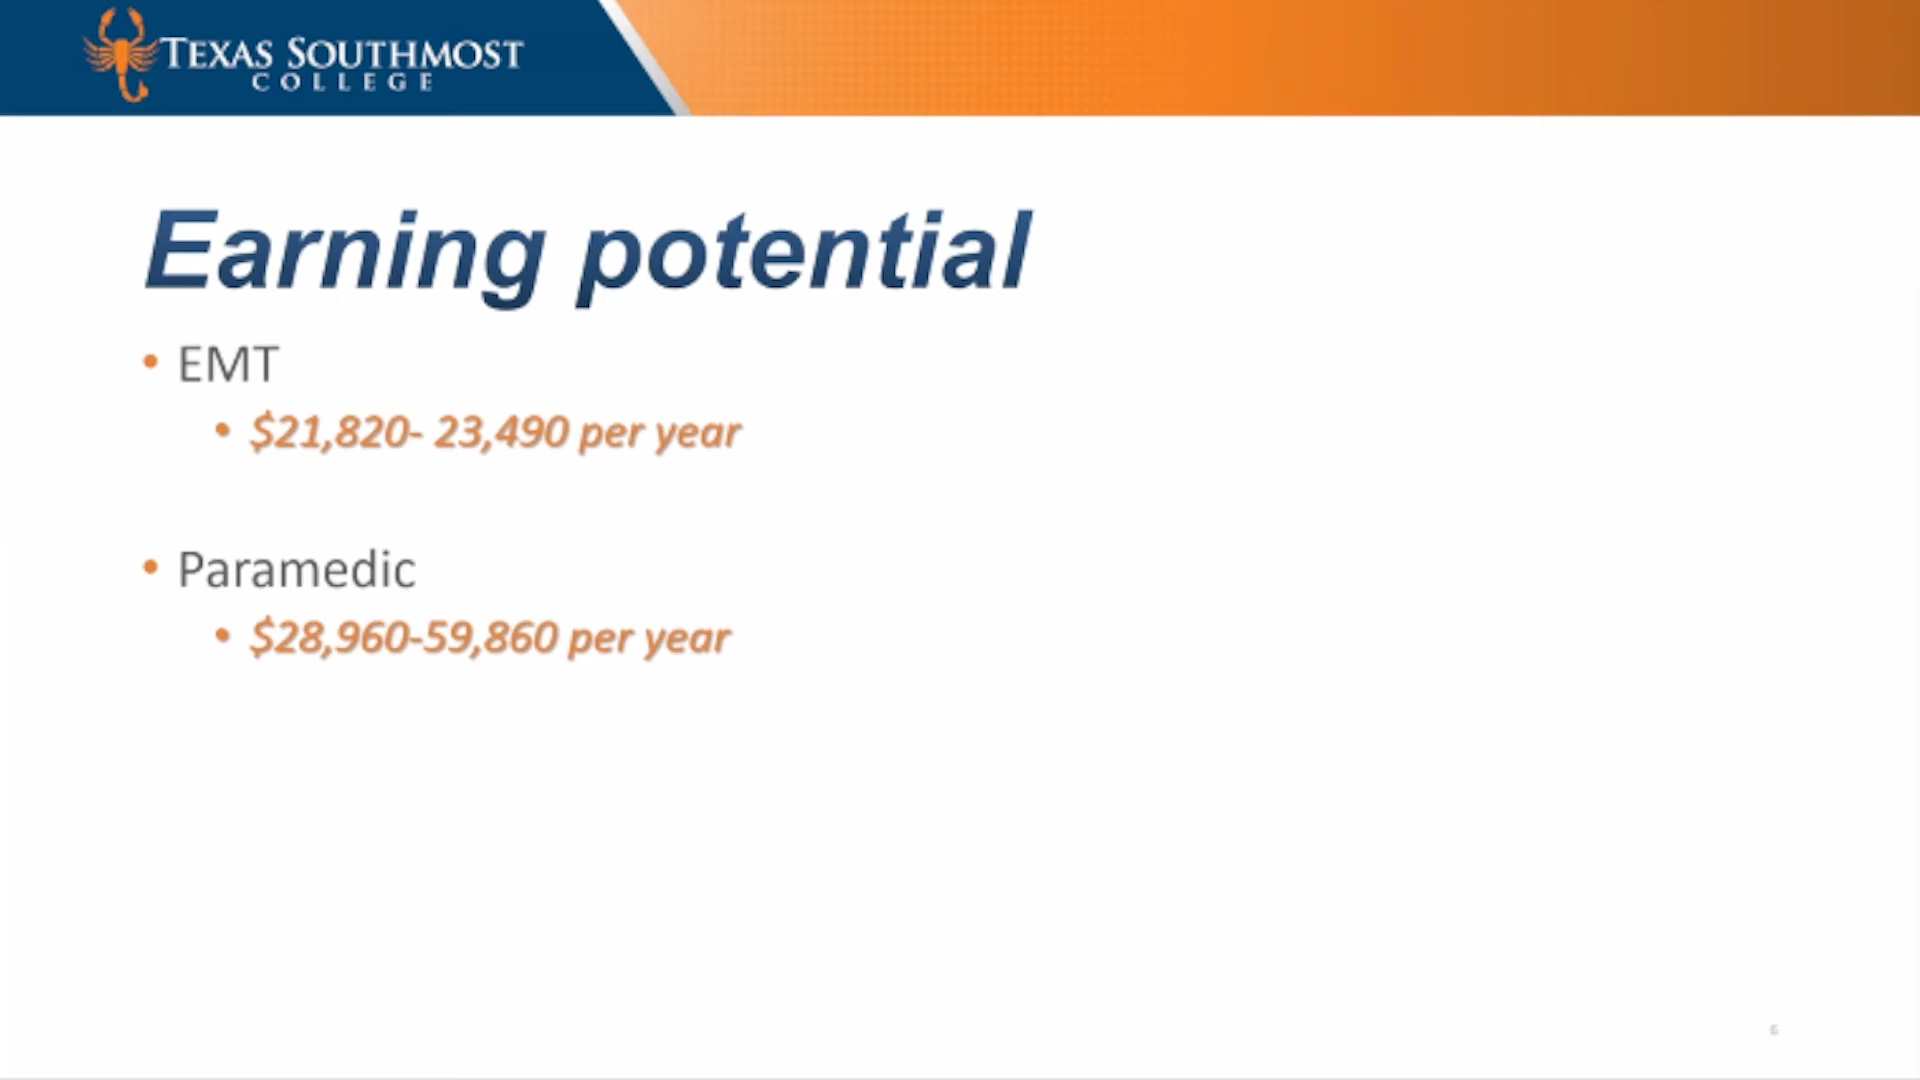 TEXAS SOUTHMOST
COLLEGE
Earning potential
• EMT
• $21,820- 23,490 per year
• Paramedic
• $28,960-59,860 per year